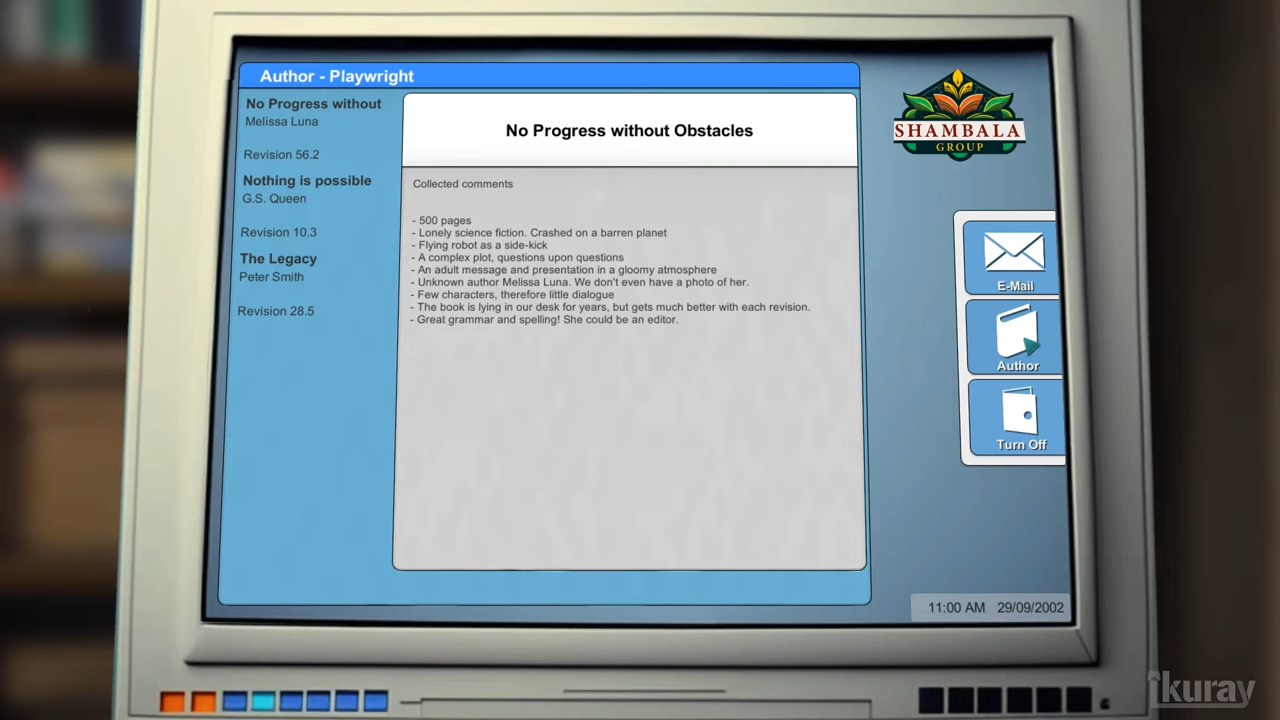 Author - Playwright
No Progress without
Melissa Luna
Revision 56.2
Nothing is possible
G.S. Queen
Revision 10.3
The Legacy
Peter Smith
Revision 28.5
No Progress without Obstacles
Collected comments
- 500 pages
- Lonely science fiction. Crashed on a barren planet
- Flying robot as a side-kick
- A complex plot, questions upon questions
- An adult message and presentation in a gloomy atmosphere
- Unknown author Melissa Luna. We don't even have a photo of her.
- Few characters, therefore little dialogue
- The book is lying in our desk for years, but gets much better with each revision.
- Great grammar and spelling! She could be an editor.
SHAMBALA
GROUP
E-Mail
Author
Turn Off
11:00 AM 29/09/2002
ikuray